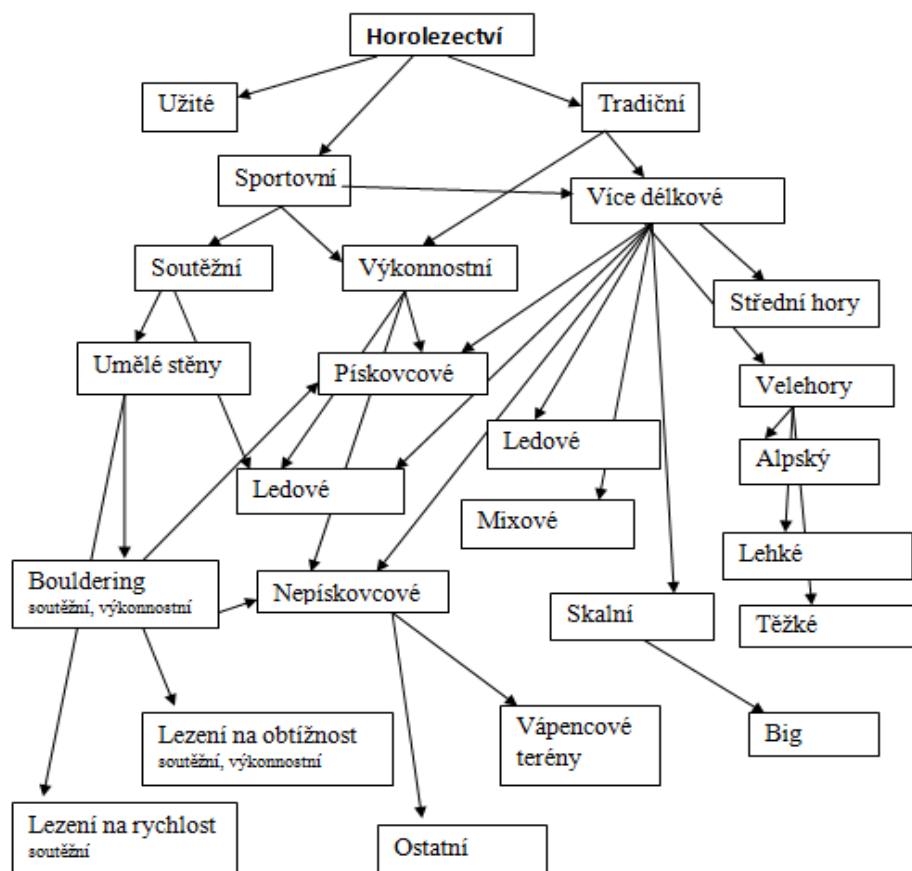 Horolezectví
Užité
Tradiční
Sportovní
Více délkové
Soutěžní
Výkonnostní
Střední hory
Umělé stěny
Pískovcové
Velehory
Ledové
Alpský
Ledové
Mixové
Lehké
Bouldering
soutěžní, výkonnostní
Nepískovcové
Skalní
Těžké
Lezení na obtížnost
soutěžní, výkonnostní
Vápencové
terény
Big
Lezení na rychlost
soutěžní
Ostatní